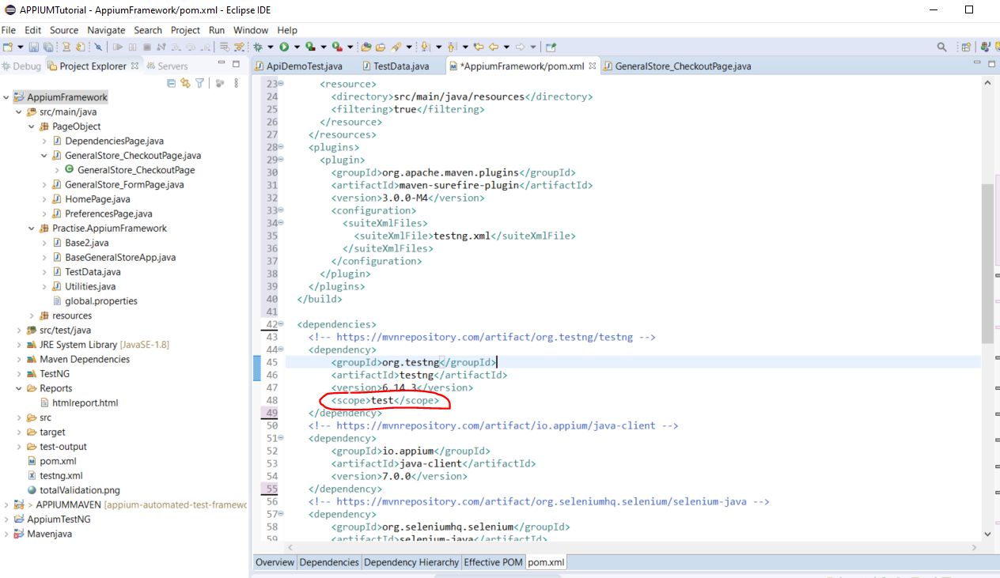 APPIUMTutorial - AppiumFramework/pom.xml - Eclipse IDE
File Edit Source Navigate Search Project Run Window Help
Debug Project Explorer Servers
ApiDemoTest.java TestData.java *AppiumFramework/pom.xml GeneralStore_CheckoutPage.java
AppiumFramework
src/main/java
PageObject
DependenciesPage.java
GeneralStore_CheckoutPage.java
GeneralStore_CheckoutPage
GeneralStore_FormPage.java
HomePage.java
PreferencesPage.java
Practise.AppiumFramework
Base2.java
BaseGeneralStoreApp.java
TestData.java
Utilities.java
global.properties
resources
src/test/java
JRE System Library [JavaSE-1.8]
Maven Dependencies
TestNG
Reports
htmlreport.html
src
target
test-output
pom.xml
testng.xml
totalValidation.png
> APPIUMMAVEN [appium-automated-test-framewo
AppiumTestNG
Mavenjava
23 <resource>
24 <directory>src/main/java/resources</directory>
25 <filtering>true</filtering>
26 </resource>
27 </resources>
28 <plugins>
29 <plugin>
30 <groupId>org.apache.maven.plugins</groupId>
31 <artifactId>maven-surefire-plugin</artifactId>
32 <version>3.0.0-M4</version>
33 <configuration>
34 <suiteXmlFiles>
35 <suiteXmlFile>testng.xml</suiteXmlFile>
36 </suiteXmlFiles>
37 </configuration>
38 </plugin>
39 </plugins>
40 </build>
41
42 <dependencies>
43 <!-- https://mvnrepository.com/artifact/org.testng/testng -->
44 <dependency>
45 <groupId>org.testng</groupId>
46 <artifactId>testng</artifactId>
47 <version>6.14.3</version>
48 <scope>test</scope>
49 </dependency>
50 <!-- https://mvnrepository.com/artifact/io.appium/java-client -->
51 <dependency>
52 <groupId>io.appium</groupId>
53 <artifactId>java-client</artifactId>
54 <version>7.0.0</version>
55 </dependency>
56 <!-- https://mvnrepository.com/artifact/org.seleniumhq.selenium/selenium-java -->
57 <dependency>
58 <groupId>org.seleniumhq.selenium</groupId>
59 <artifactId>selenium-java</artifactId>
Overview Dependencies Dependency Hierarchy Effective POM pom.xml